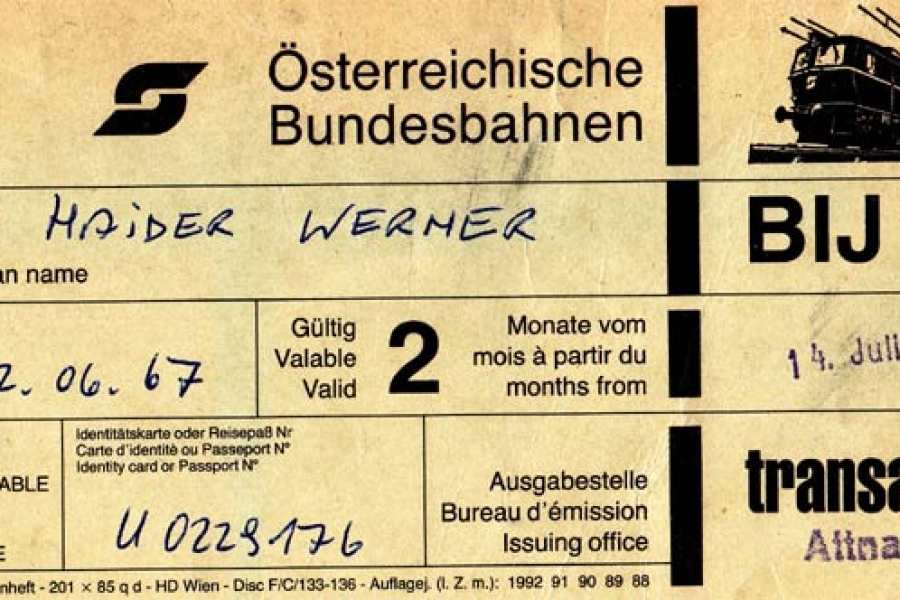 Österreichische
Bundesbahnen
HAIDER WERNER
an name
BIJ
2. 06. 67
Gültig
Valable
Valid
2
Monate vom
mois à partir du
months from
14. Juli
ABLE
E
Identitätskarte oder Reisepaß Nr
Carte d'identité ou Passeport N°
Identity card or Passport N°
U 0229176
Ausgabestelle
Bureau d'émission
Issuing office
transa
Attna
nheft - 201 × 85 q d - HD Wien - Disc F/C/133-136 - Auflagej. (l. Z. m.): 1992 91 90 89 88